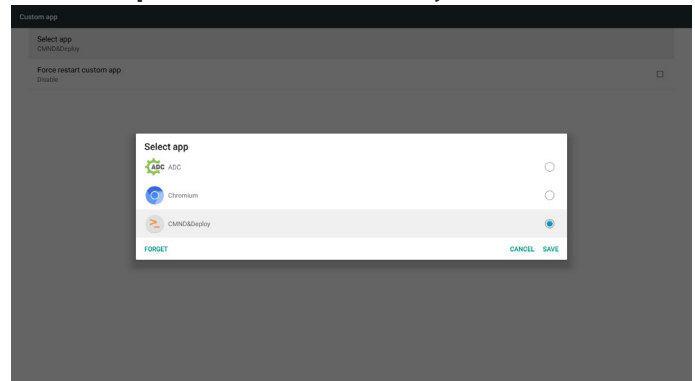 Custom app
Select app
CMND&Deploy
Force restart custom app
Disable
Select app
ADC ADC
Chromium
CMND&Deploy
FORGET
CANCEL SAVE